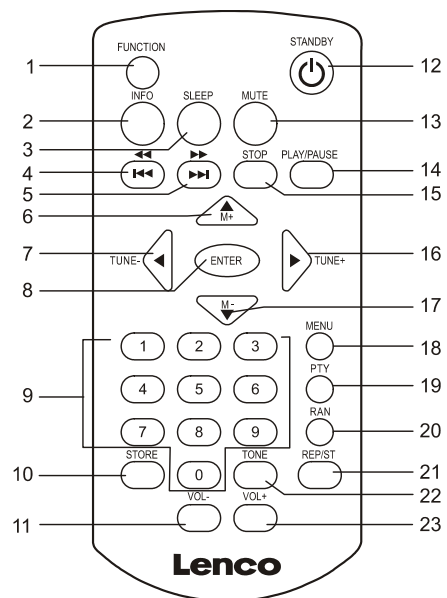 FUNCTION
STANDBY
1
12
INFO
SLEEP
MUTE
2
13
3
STOP
PLAY/PAUSE
4
14
5
15
6
M+
7
TUNE-
ENTER
TUNE+
16
8
M-
17
MENU
18
1
2
3
PTY
19
9
4
5
6
RAN
20
7
8
9
STORE
0
TONE
REP/ST
21
10
22
VOL-
VOL+
11
23
Lenco